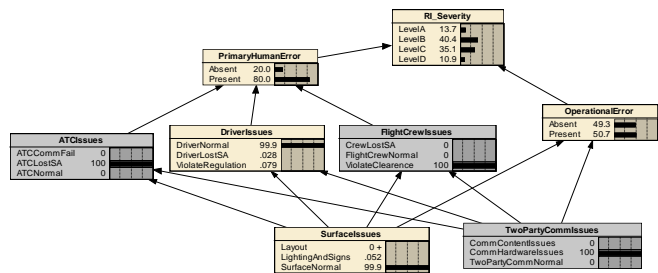 RI_Severity
LevelA 13.7
LevelB 40.4
LevelC 35.1
LevelD 10.9
PrimaryHumanError
Absent 20.0
Present 80.0
OperationalError
Absent 49.3
Present 50.7
ATCIssues
ATCCommFail 0
ATCLostSA 100
ATCNormal 0
DriverIssues
DriverNormal 99.9
DriverLostSA .028
ViolateRegulation .079
FlightCrewIssues
CrewLostSA 0
FlightCrewNormal 0
ViolateClearence 100
SurfaceIssues
Layout 0 +
LightingAndSigns .052
SurfaceNormal 99.9
TwoPartyCommIssues
CommContentIssues 0
CommHardwareIssues 100
TwoPartyCommNormal 0